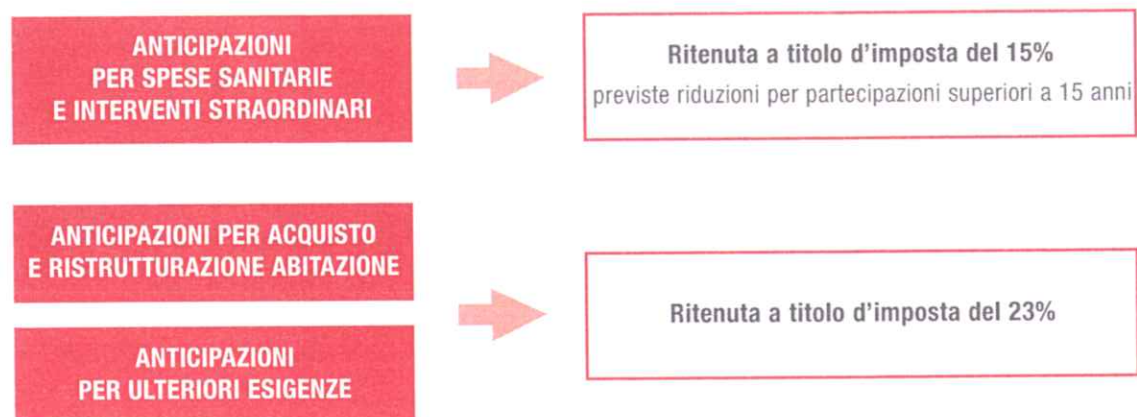 ANTICIPAZIONI
PER SPESE SANITARIE
E INTERVENTI STRAORDINARI
Ritenuta a titolo d'imposta del 15%
previste riduzioni per partecipazioni superiori a 15 anni
ANTICIPAZIONI PER ACQUISTO
E RISTRUTTURAZIONE ABITAZIONE
Ritenuta a titolo d'imposta del 23%
ANTICIPAZIONI
PER ULTERIORI ESIGENZE